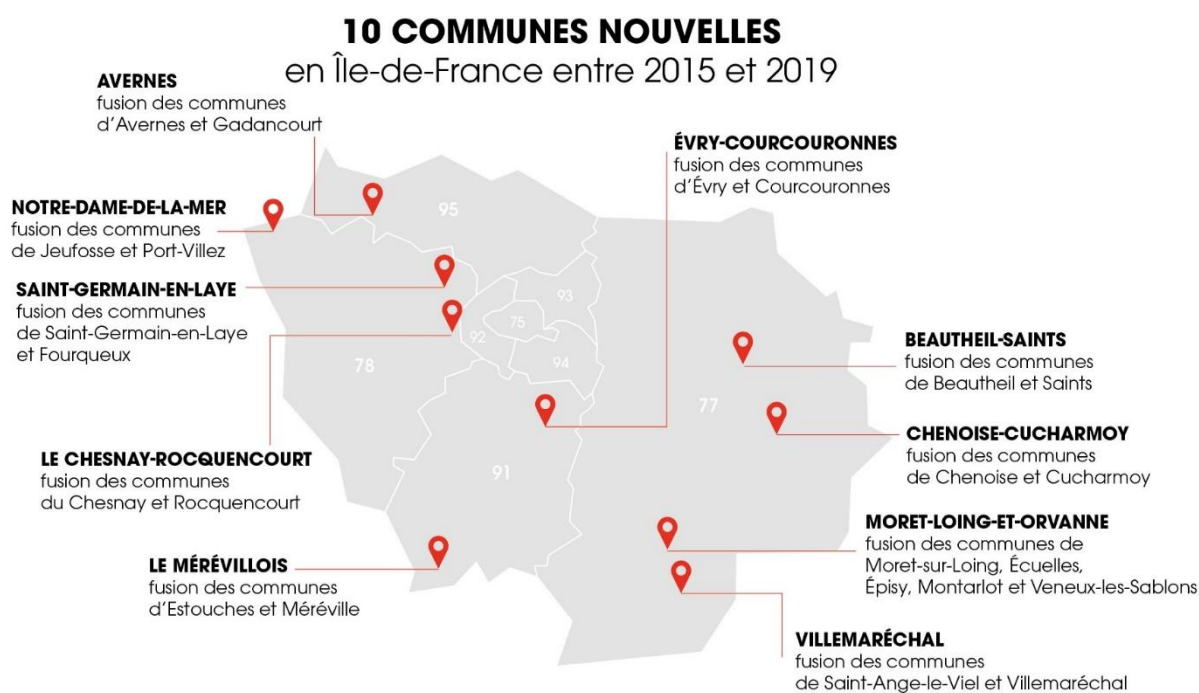 10 COMMUNES NOUVELLES
en Île-de-France entre 2015 et 2019
AVERNES
fusion des communes
d'Avernes et Gadancourt
ÉVRY-COURCOURONNES
fusion des communes
d'Évry et Courcouronnes
NOTRE-DAME-DE-LA-MER
fusion des communes
de Jeufosse et Port-Villez
SAINT-GERMAIN-EN-LAYE
fusion des communes
de Saint-Germain-en-Laye
et Fourqueux
LE CHESNAY-ROCQUENCOURT
fusion des communes
du Chesnay et Rocquencourt
LE MÉRÉVILLOIS
fusion des communes
d'Estouches et Méréville
95
93
75
92
94
78
77
91
BEAUTHEIL-SAINTS
fusion des communes
de Beautheil et Saints
CHENOISE-CUCHARMOY
fusion des communes
de Chenoise et Cucharmoy
MORET-LOING-ET-ORVANNE
fusion des communes de
Moret-sur-Loing, Écuelles,
Épisy, Montarlot et Veneux-les-Sablons
VILLEMARÉCHAL
fusion des communes
de Saint-Ange-le-Viel et Villemaréchal